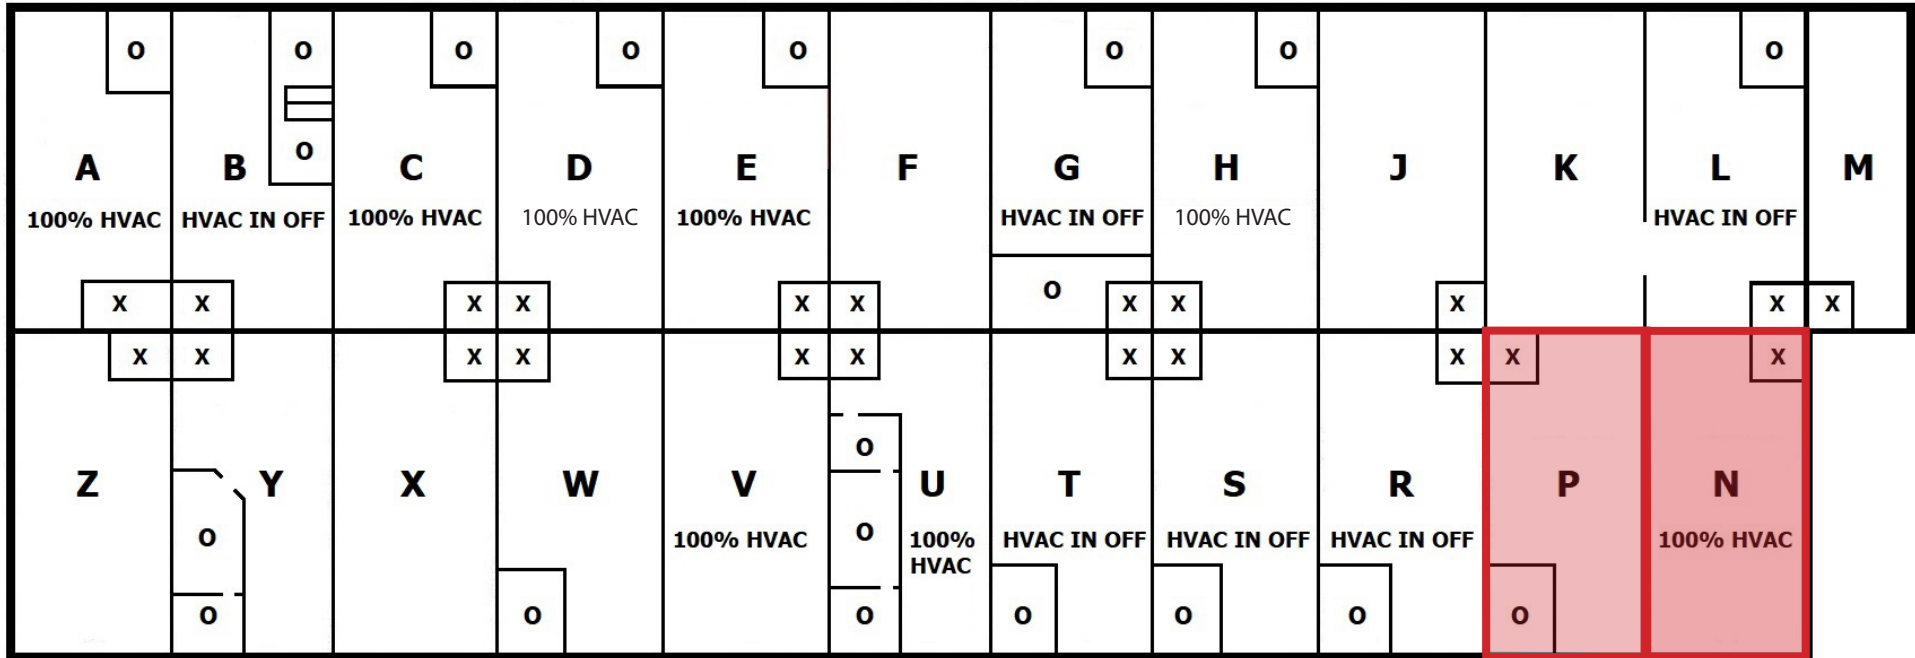 O O O O O O O O
O
A B C D E F G H J K L M
100% HVAC HVAC IN OFF 100% HVAC 100% HVAC 100% HVAC HVAC IN OFF 100% HVAC HVAC IN OFF
O
X X X X X X X X X X X
X X X X X X X X X X X
O
Z Y X W V U T S R P N
O O
100% HVAC 100% HVAC IN OFF HVAC IN OFF HVAC IN OFF 100% HVAC
HVAC
O O O O O O O